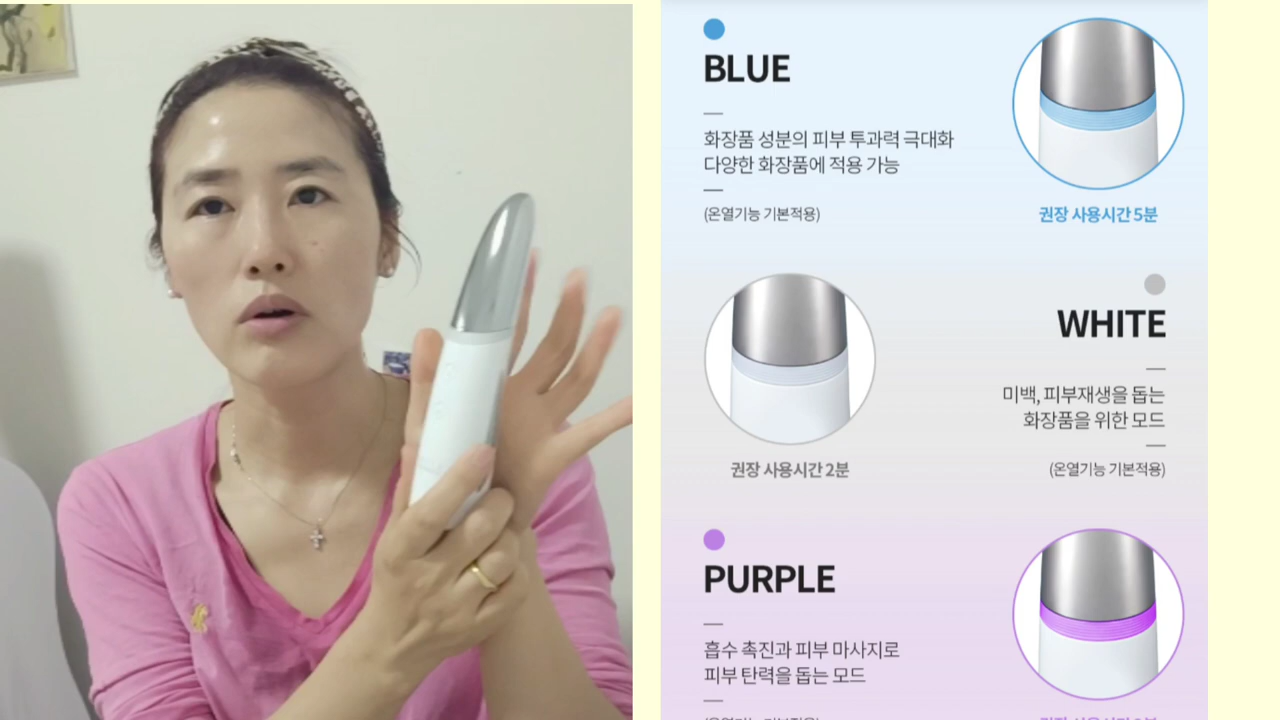 BLUE
화장품 성분의 피부 투과력 극대화
다양한 화장품에 적용 가능
(온열기능 기본적용)
권장 사용시간 5분
WHITE
미백, 피부재생을 돕는
화장품을 위한 모드
(온열기능 기본적용)
권장 사용시간 2분
PURPLE
흡수 촉진과 피부 마사지로
피부 탄력을 돕는 모드